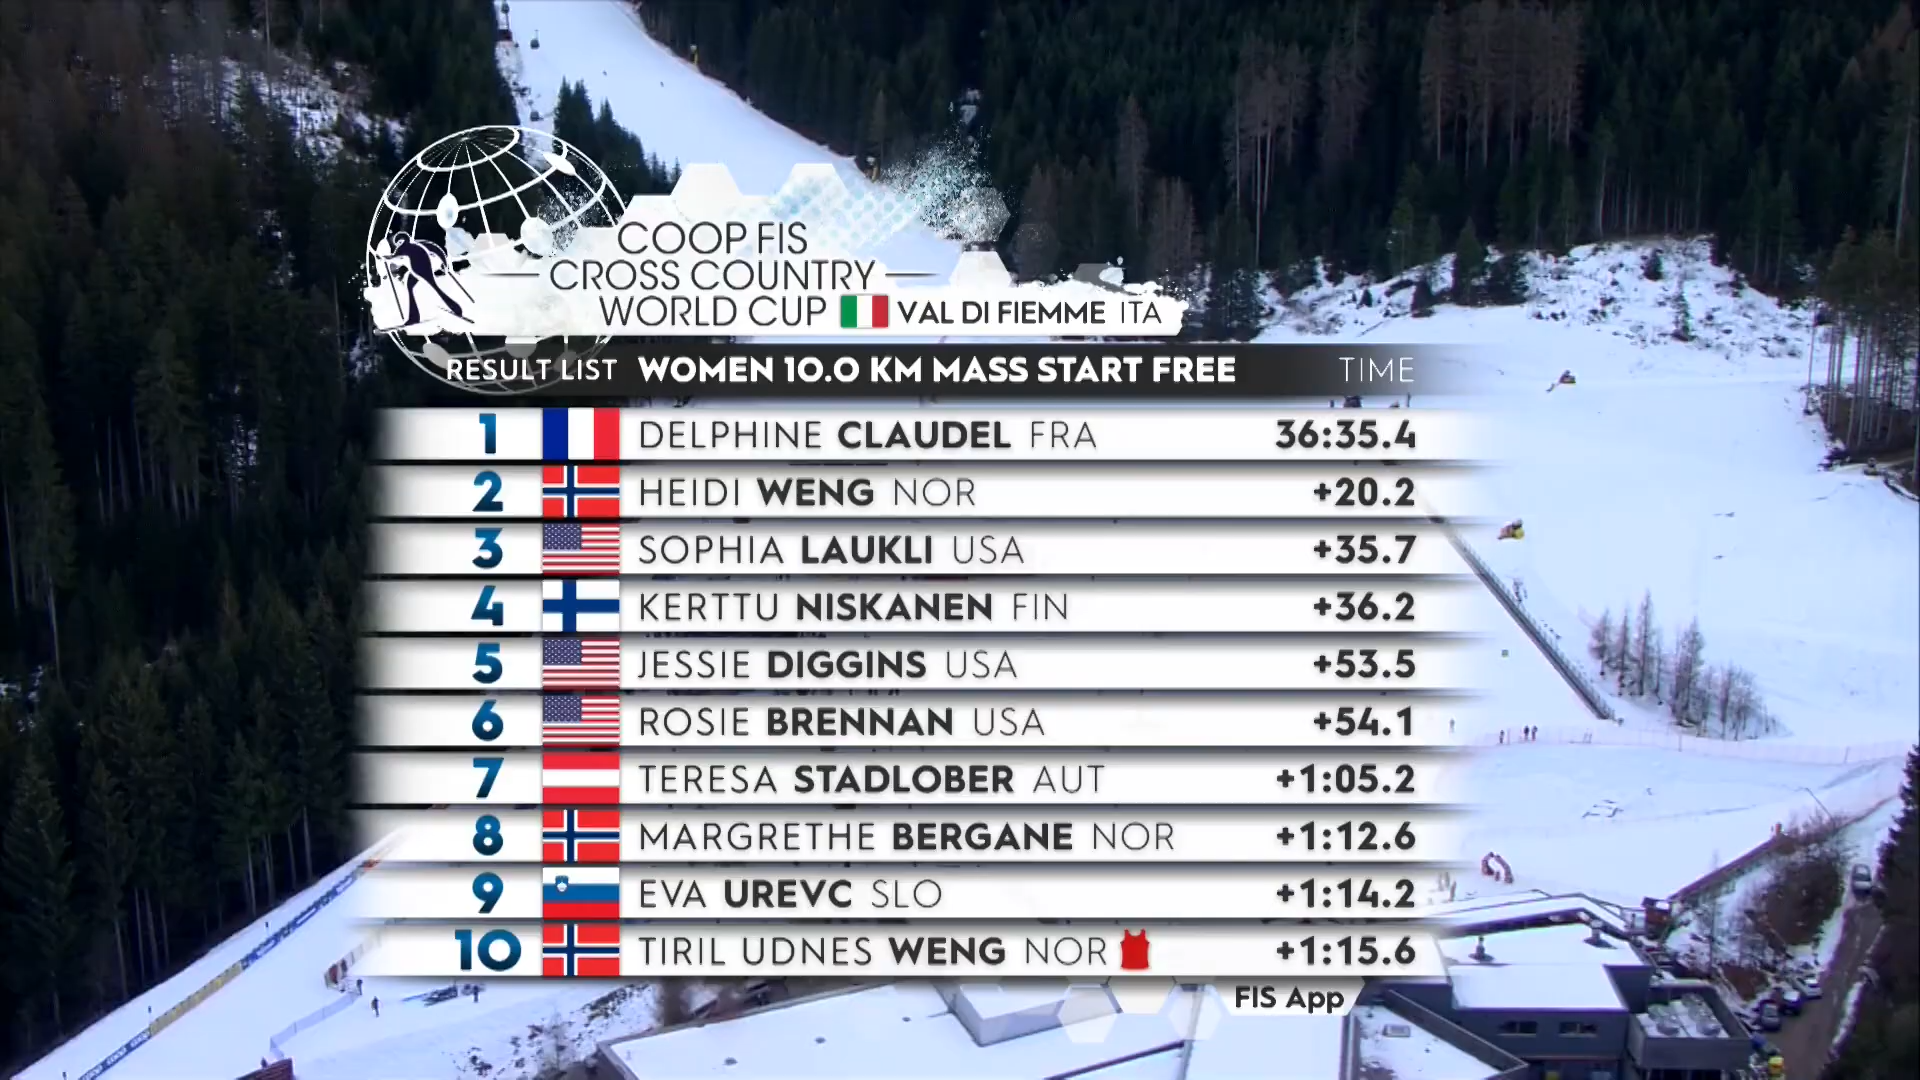 COOP FIS
CROSS COUNTRY
WORLD CUP VAL DI FIEMME ITA
RESULT LIST WOMEN 10.0 KM MASS START FREE TIME
1 DELPHINE CLAUDEL FRA 36:35.4
2 HEIDI WENG NOR +20.2
3 SOPHIA LAUKLI USA +35.7
4 KERTTU NISKANEN FIN +36.2
5 JESSIE DIGGINS USA +53.5
6 ROSIE BRENNAN USA +54.1
7 TERESA STADLOBER AUT +1:05.2
8 MARGRETHE BERGANE NOR +1:12.6
9 EVA UREVC SLO +1:14.2
10 TIRIL UDNES WENG NOR +1:15.6
FIS App